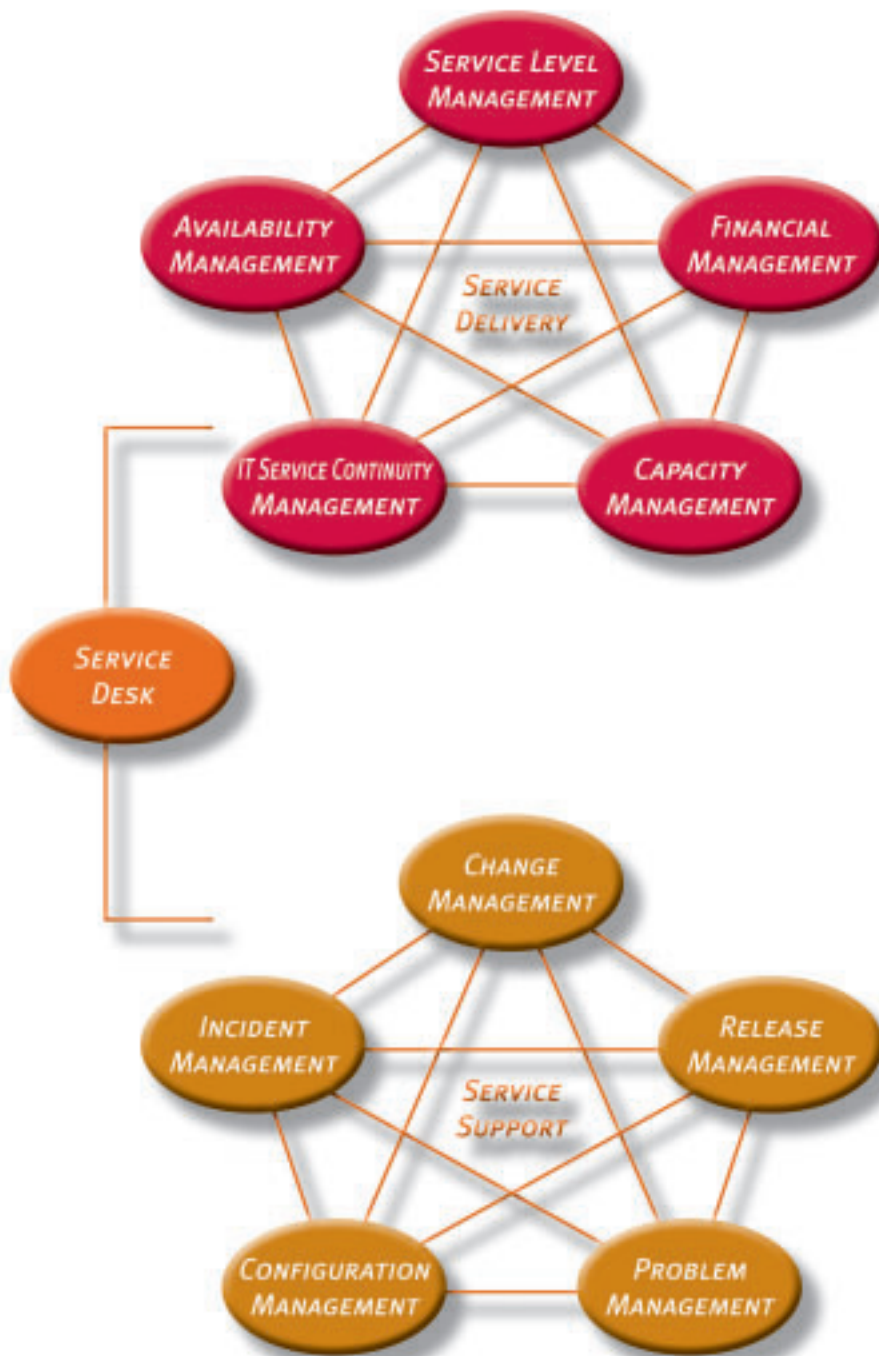 SERVICE LEVEL
MANAGEMENT
AVAILABILITY
MANAGEMENT
FINANCIAL
MANAGEMENT
SERVICE
DELIVERY
IT SERVICE CONTINUITY
MANAGEMENT
CAPACITY
MANAGEMENT
SERVICE
DESK
CHANGE
MANAGEMENT
INCIDENT
MANAGEMENT
RELEASE
MANAGEMENT
SERVICE
SUPPORT
CONFIGURATION
MANAGEMENT
PROBLEM
MANAGEMENT